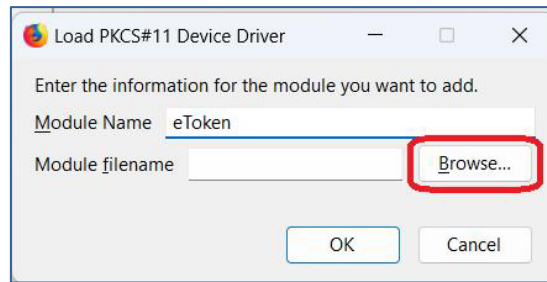 Load PKCS#11 Device Driver
Enter the information for the module you want to add.
Module Name eToken
Module filename Browse...
OK Cancel